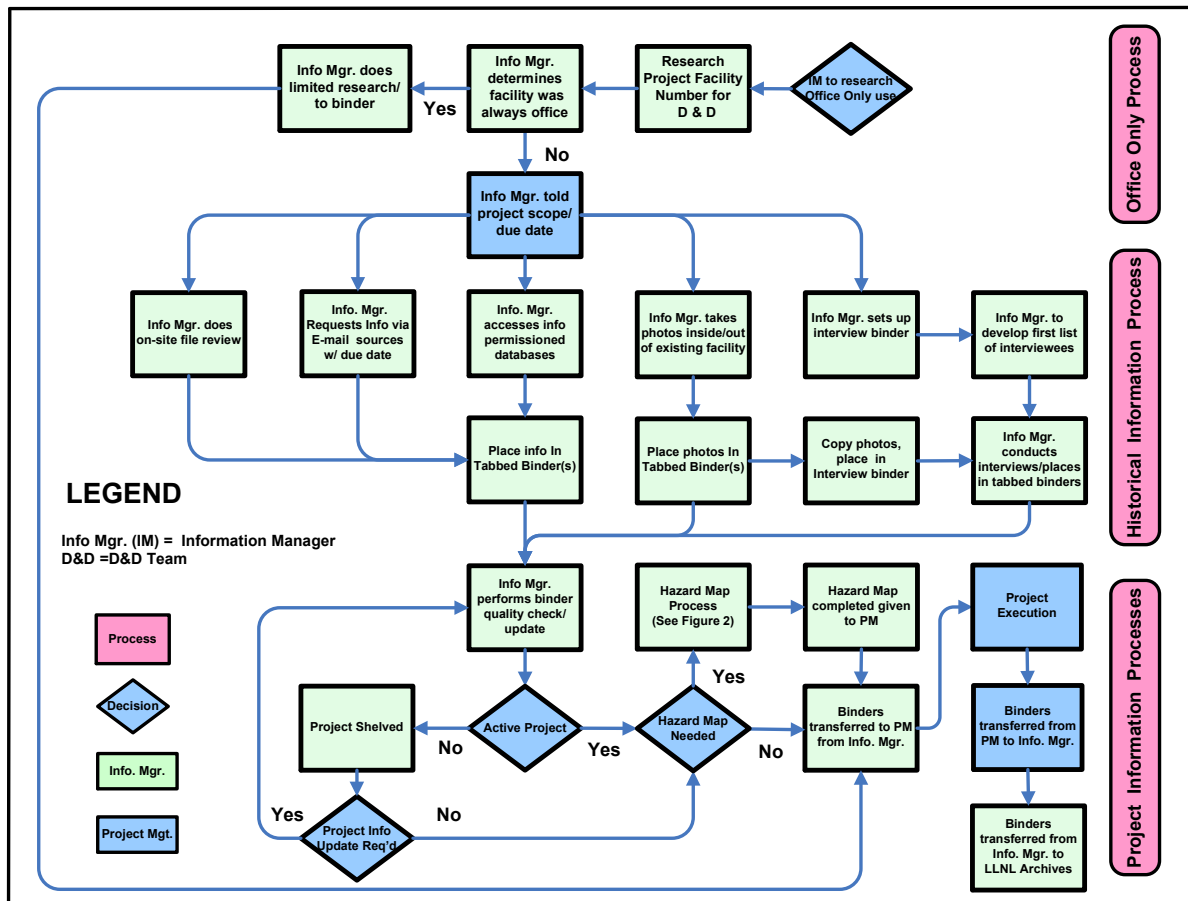 Info Mgr. does
limited research/
to binder
Yes
Info Mgr.
determines
facility was
always office
Research
Project Facility
Number for
D & D
IM to research
Office Only use
Office Only Process
No
Info Mgr. told
project scope/
due date
Info Mgr. does
on-site file review
Info. Mgr.
Requests Info via
E-mail sources
w/ due date
Info. Mgr.
accesses info
permissioned
databases
Info Mgr. takes
photos inside/out
of existing facility
Info Mgr. sets up
interview binder
Info Mgr. to
develop first list
of interviewees
Historical Information Process
Place info In
Tabbed Binder(s)
Place photos In
Tabbed Binder(s)
Copy photos,
place in
Interview binder
Info Mgr.
conducts
interviews/places
in tabbed binders
LEGEND
Info Mgr. (IM) = Information Manager
D&D =D&D Team
Process
Decision
Info. Mgr.
Project Mgt.
Info Mgr.
performs binder
quality check/
update
Hazard Map
Process
(See Figure 2)
Hazard Map
completed given
to PM
Project
Execution
Project Information Processes
Yes
Project Shelved
No
Active Project
Yes
Hazard Map
Needed
No
Binders
transferred to PM
from Info. Mgr.
Binders
transferred from
PM to Info. Mgr.
Yes
Project Info
Update Req'd
No
Binders
transferred from
Info. Mgr. to
LLNL Archives